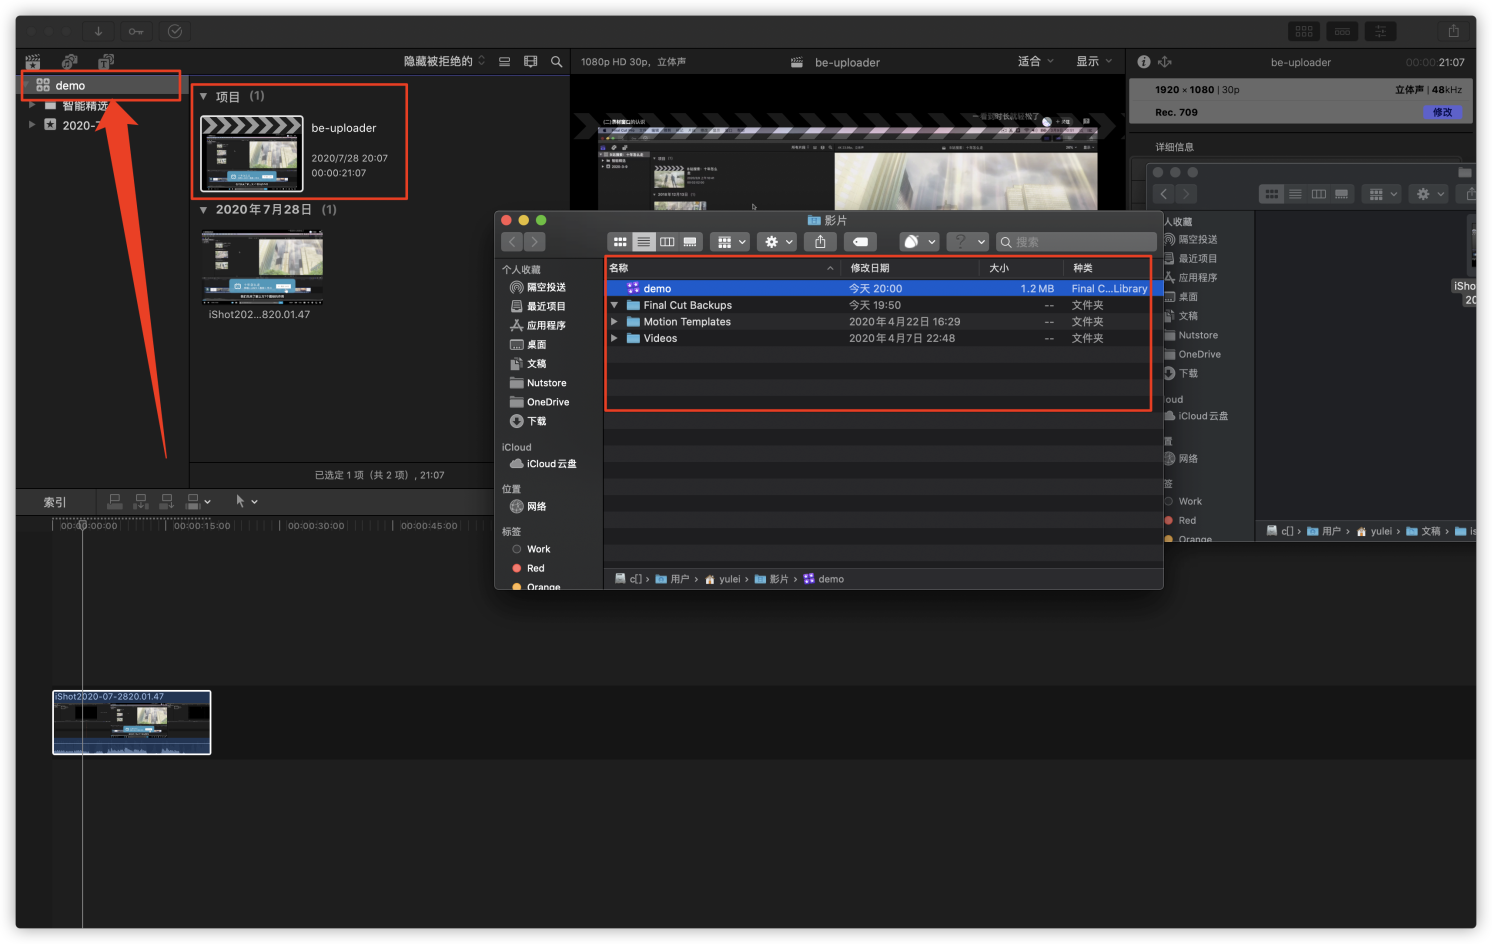 隐藏被拒绝的
1080p HD 30p, 立体声
be-uploader
适合
显示
be-uploader
00:00:21:07
demo
智能精选
2020-7
项目 (1)
be-uploader
2020/7/28 20:07
00:00:21:07
2020年7月28日 (1)
iShot202...820.01.47
已选定 1 项（共 2 项）, 21:07
1920 × 1080 | 30p
立体声 | 48kHz
Rec. 709
修改
详细信息
影片
搜索
个人收藏
隔空投送
最近项目
应用程序
桌面
文稿
Nutstore
OneDrive
下载
iCloud
iCloud 云盘
位置
网络
标签
Work
Red
Orange
名称
修改日期
大小
种类
demo
今天 20:00
1.2 MB
Final C...Library
Final Cut Backups
今天 19:50
--
文件夹
Motion Templates
2020年4月22日 16:29
--
文件夹
Videos
2020年4月7日 22:48
--
文件夹
c[] › 用户 › yulei › 影片 › demo
人收藏
隔空投送
最近项目
应用程序
桌面
文稿
Nutstore
OneDrive
下载
oud
iCloud 云盘
置
网络
签
Work
Red
Orange
iSho
20
c[] › 用户 › yulei › 文稿 › is
索引
00:00:00:00
00:00:15:00
00:00:30:00
00:00:45:00
iShot2020-07-2820.01.47